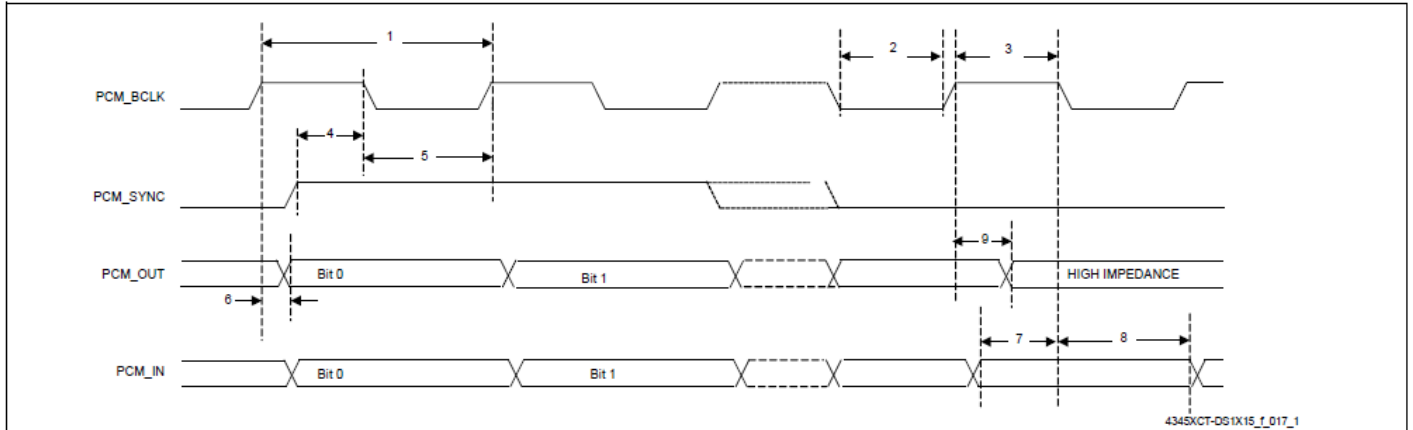 1
2
3
PCM_BCLK
4
5
PCM_SYNC
9
PCM_OUT
Bit 0
Bit 1
HIGH IMPEDANCE
6
7
8
PCM_IN
Bit 0
Bit 1
4345XCT-DS1X15_f_017_1